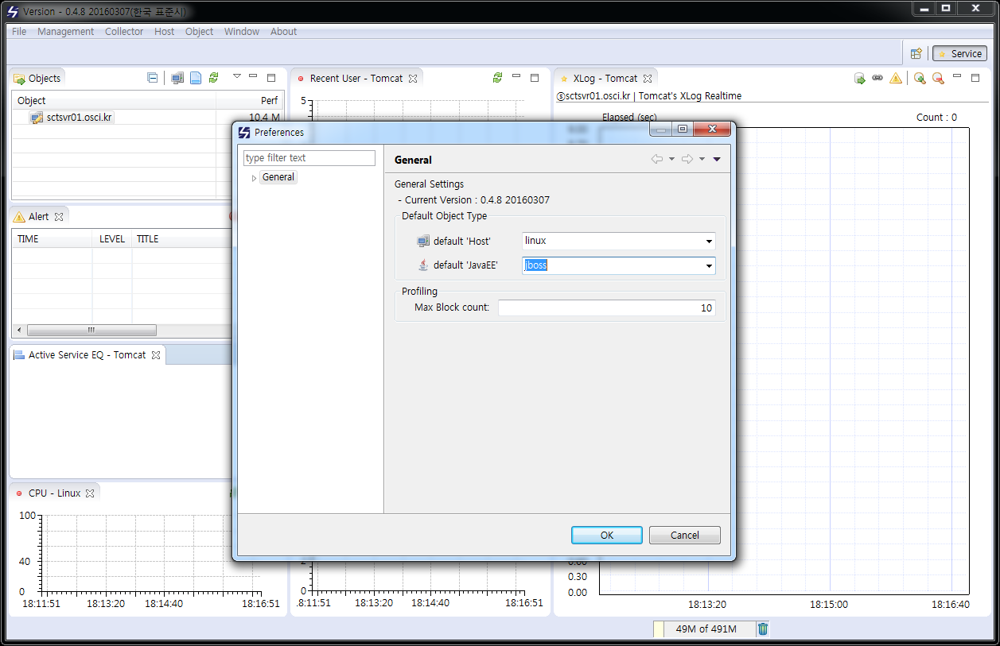 Version - 0.4.8 20160307(한국 표준시)
File Management Collector Host Object Window About
Service
Objects
Object Perf
sctsvr01.osci.kr 10.4 M
Alert
TIME LEVEL TITLE
Active Service EQ - Tomcat
CPU - Linux
100
40
0
18:11:51 18:13:20 18:14:40 18:16:51
Recent User - Tomcat
5
0
18:13:20 18:14:40 18:16:51
XLog - Tomcat
ⓢsctsvr01.osci.kr | Tomcat's XLog Realtime
Elapsed (sec) Count : 0
0.30
0.00
18:13:20 18:15:00 18:16:40
Preferences
type filter text
General
General
General Settings
- Current Version : 0.4.8 20160307
Default Object Type
default 'Host' linux
default 'JavaEE' jboss
Profiling
Max Block count: 10
OK Cancel
49M of 491M